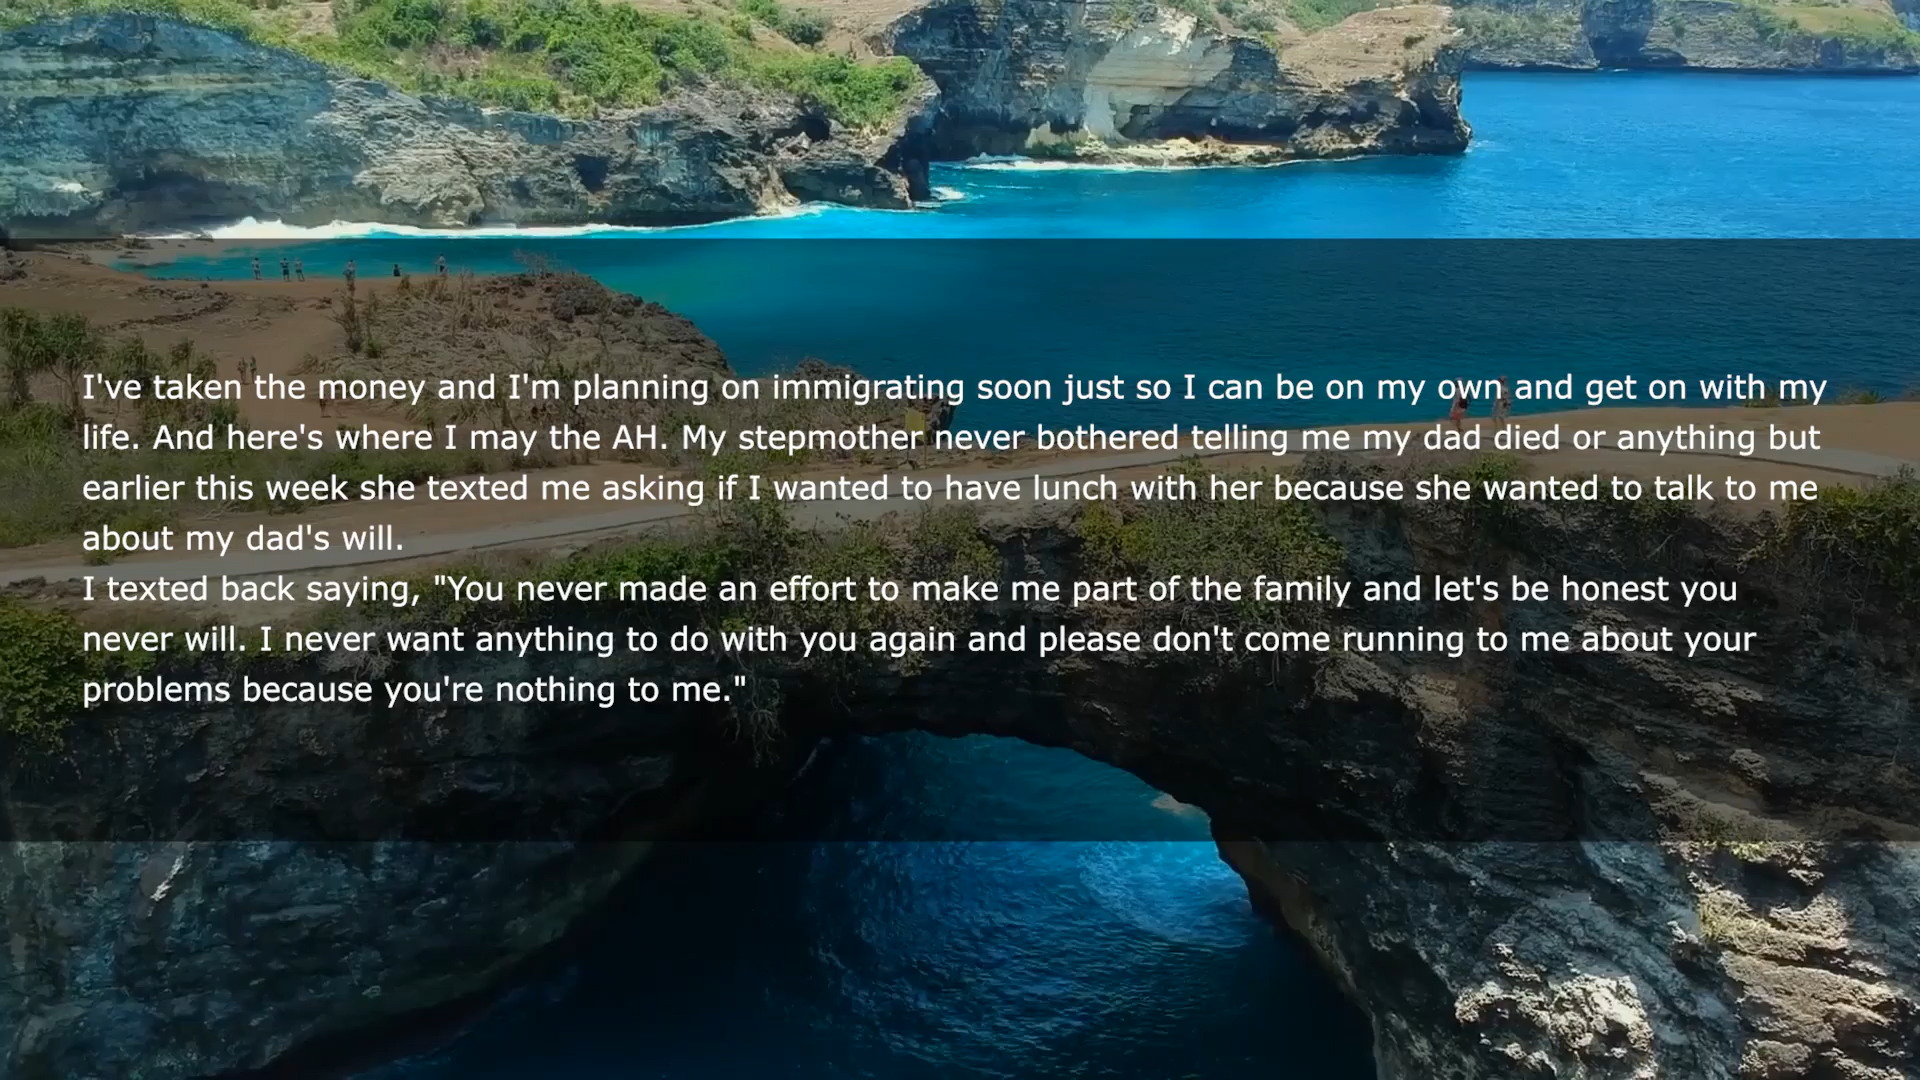 I've taken the money and I'm planning on immigrating soon just so I can be on my own and get on with my
life. And here's where I may the AH. My stepmother never bothered telling me my dad died or anything but
earlier this week she texted me asking if I wanted to have lunch with her because she wanted to talk to me
about my dad's will.
I texted back saying, "You never made an effort to make me part of the family and let's be honest you
never will. I never want anything to do with you again and please don't come running to me about your
problems because you're nothing to me."